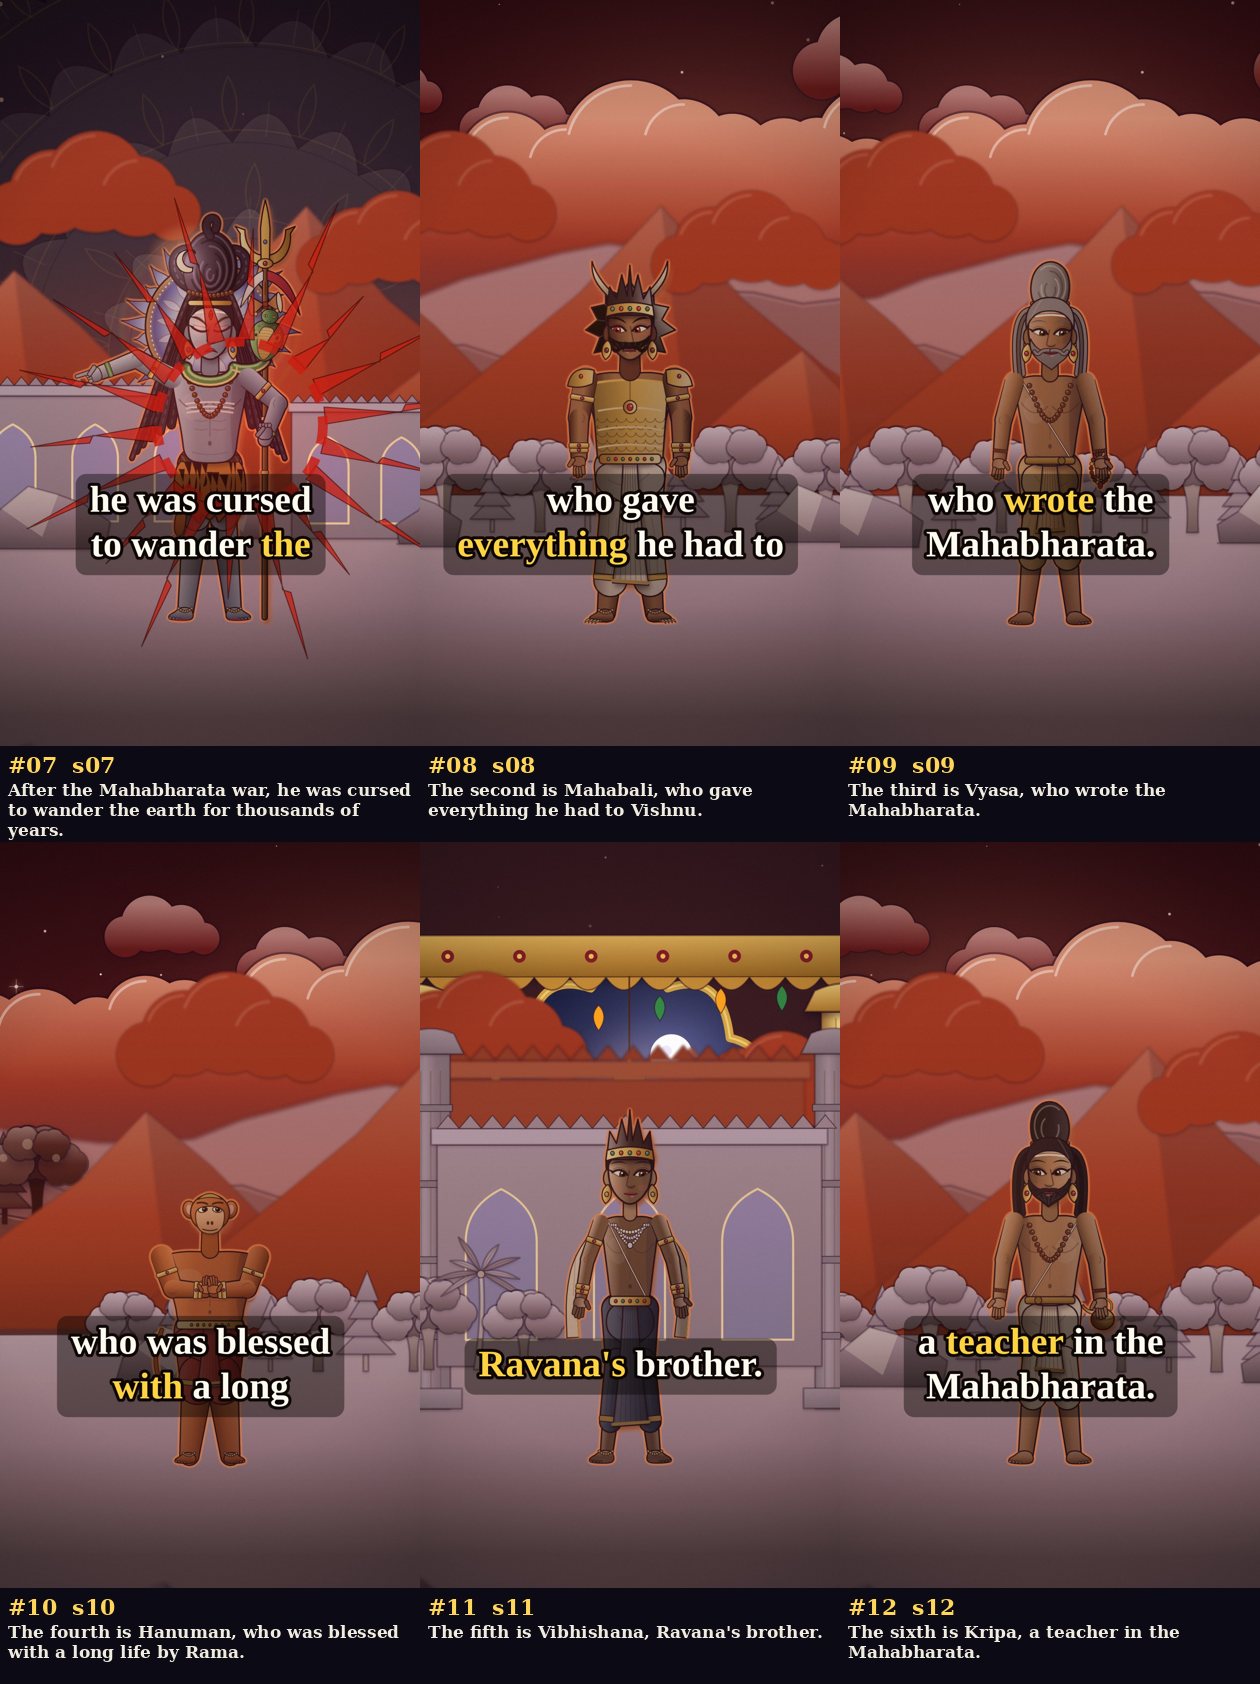 he was cursed
to wander the
who gave
everything he had to
who wrote the
Mahabharata.
#07 s07
After the Mahabharata war, he was cursed
to wander the earth for thousands of
years.
#08 s08
The second is Mahabali, who gave
everything he had to Vishnu.
#09 s09
The third is Vyasa, who wrote the
Mahabharata.
who was blessed
with a long
Ravana's brother.
a teacher in the
Mahabharata.
#10 s10
The fourth is Hanuman, who was blessed
with a long life by Rama.
#11 s11
The fifth is Vibhishana, Ravana's brother.
#12 s12
The sixth is Kripa, a teacher in the
Mahabharata.